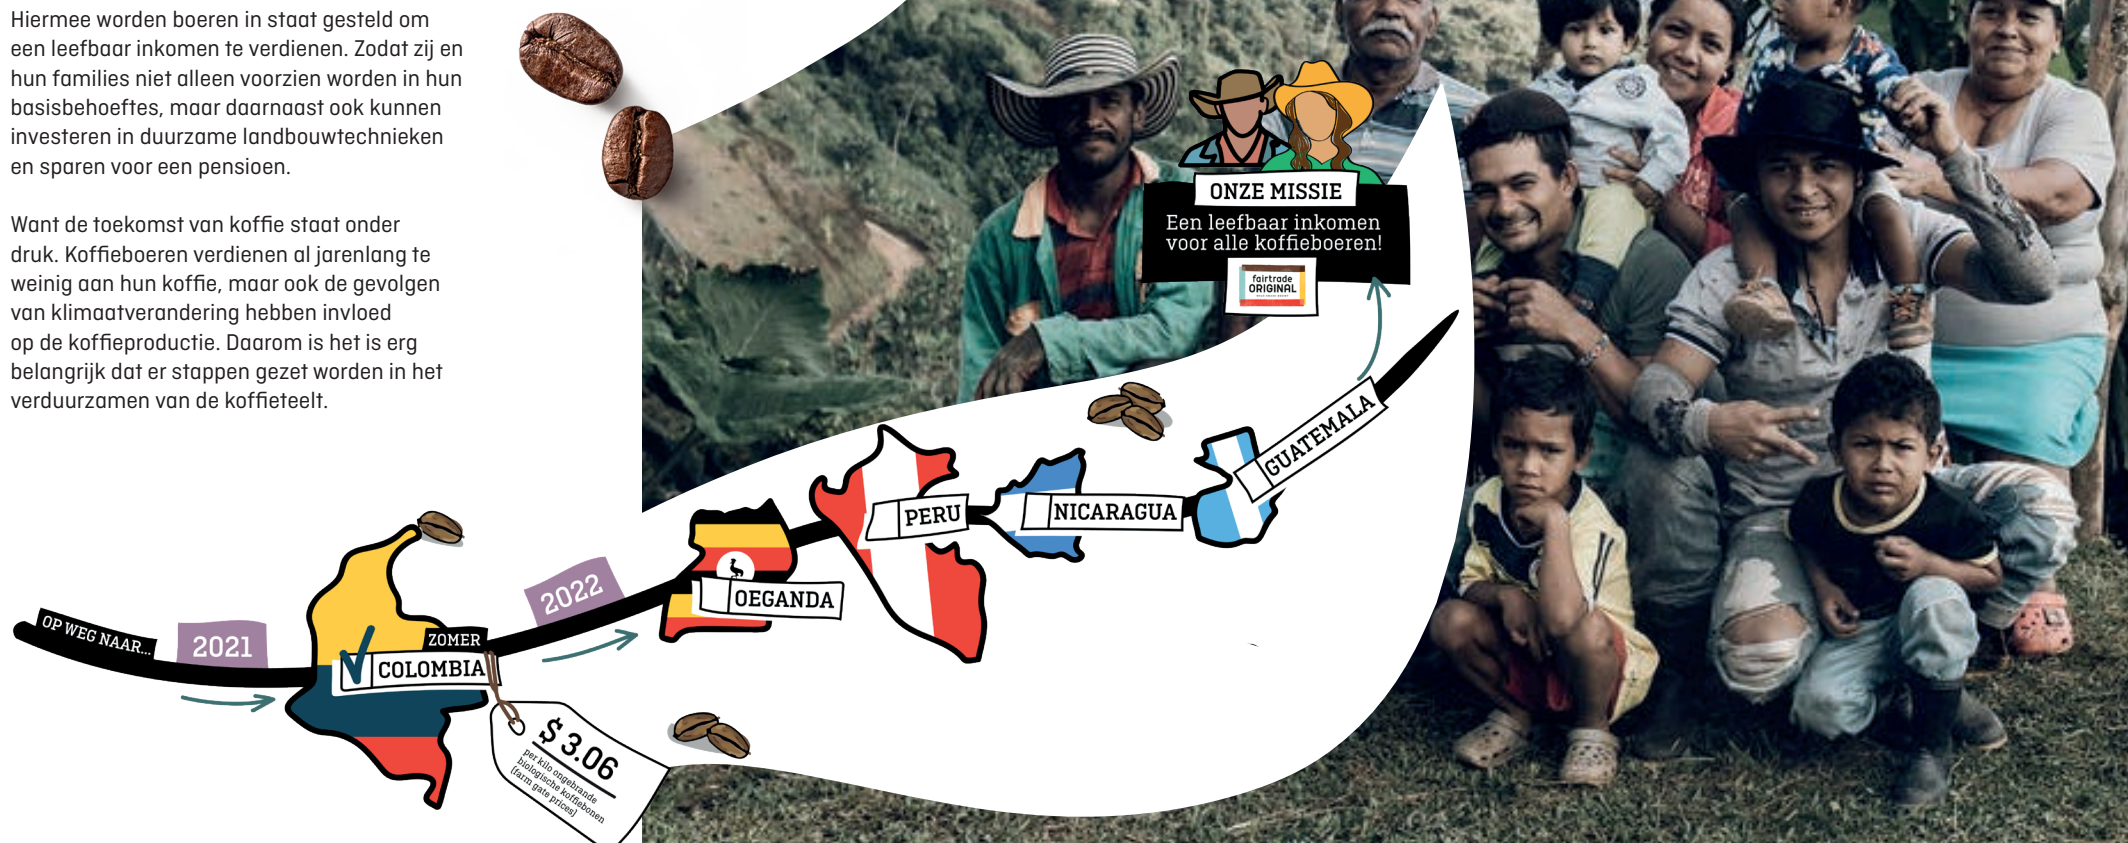 Hiermee worden boeren in staat gesteld om
een leefbaar inkomen te verdienen. Zodat zij en
hun families niet alleen voorzien worden in hun
basisbehoeftes, maar daarnaast ook kunnen
investeren in duurzame landbouwtechnieken
en sparen voor een pensioen.
Want de toekomst van koffie staat onder
druk. Koffieboeren verdienen al jarenlang te
weinig aan hun koffie, maar ook de gevolgen
van klimaatverandering hebben invloed
op de koffieproductie. Daarom is het is erg
belangrijk dat er stappen gezet worden in het
verduurzamen van de koffieteelt.
ONZE MISSIE
Een leefbaar inkomen
voor alle koffieboeren!
fairtrade
ORIGINAL
OP WEG NAAR...
2021
ZOMER
COLOMBIA
$ 3.06
per kilo ongebrande
biologische koffiebonen
(farm gate prices)
2022
OEGANDA
PERU
NICARAGUA
GUATEMALA